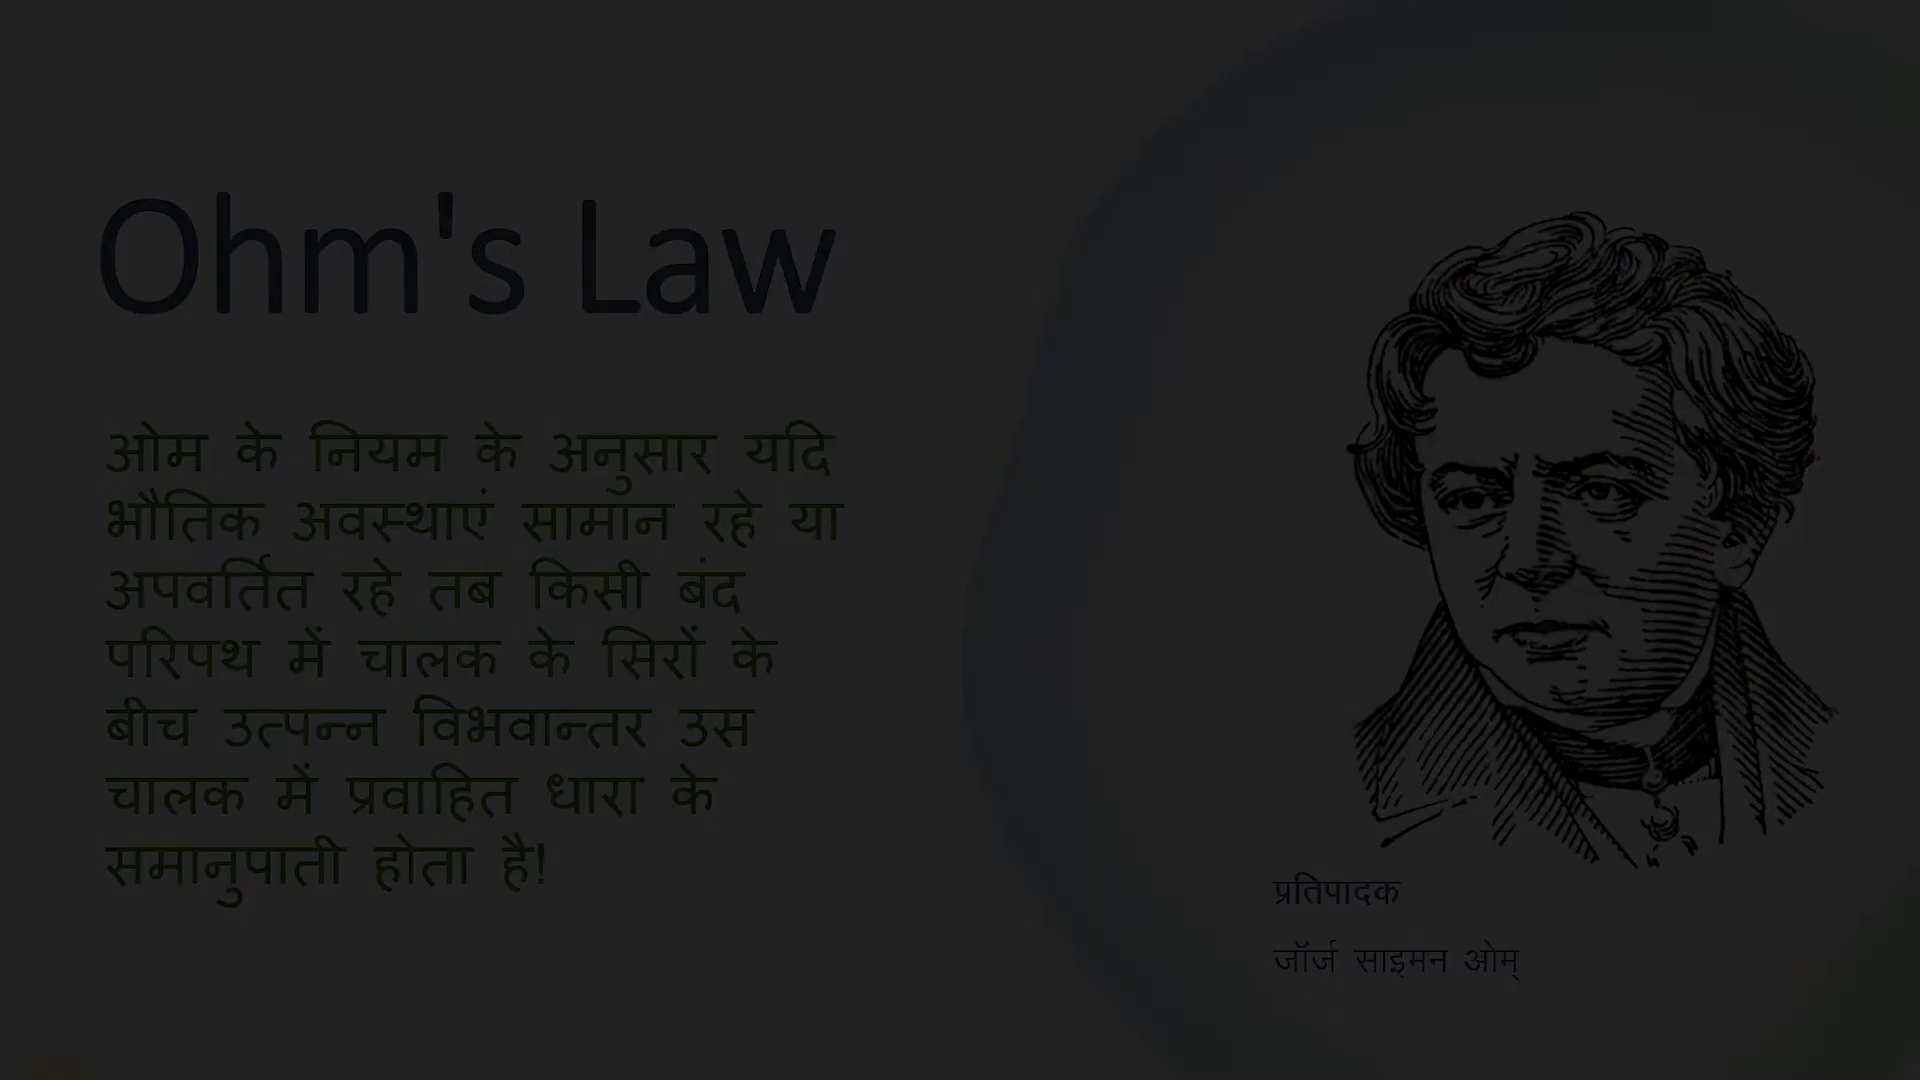 Ohm's Law
ओम के नियम के अनुसार यदि
भौतिक अवस्थाएं सामान रहे या
अपवर्तित रहे तब किसी बंद
परिपथ में चालक के सिरों के
बीच उत्पन्न विभवान्तर उस
चालक में प्रवाहित धारा के
समानुपाती होता है!
प्रतिपादक
जॉर्ज साइमन ओम्